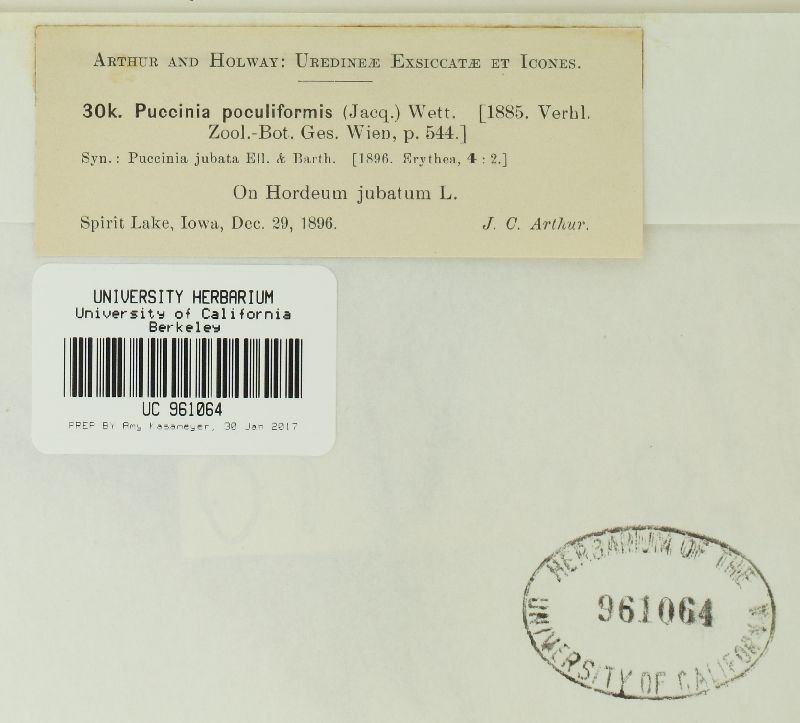 Arthur and Holway: Uredineæ Exsiccatæ et Icones.
30k. Puccinia poculiformis (Jacq.) Wett. [1885. Verhl.
Zool.-Bot. Ges. Wien, p. 544.]
Syn.: Puccinia jubata Ell. & Barth. [1896. Erythea, 4 : 2.]
On Hordeum jubatum L.
Spirit Lake, Iowa, Dec. 29, 1896. J. C. Arthur.
UNIVERSITY HERBARIUM
University of California
Berkeley
UC 961064
PREP BY Amy Kasameyer, 30 Jan 2017
HERBARIUM OF THE
961064
UNIVERSITY OF CALIFORNIA